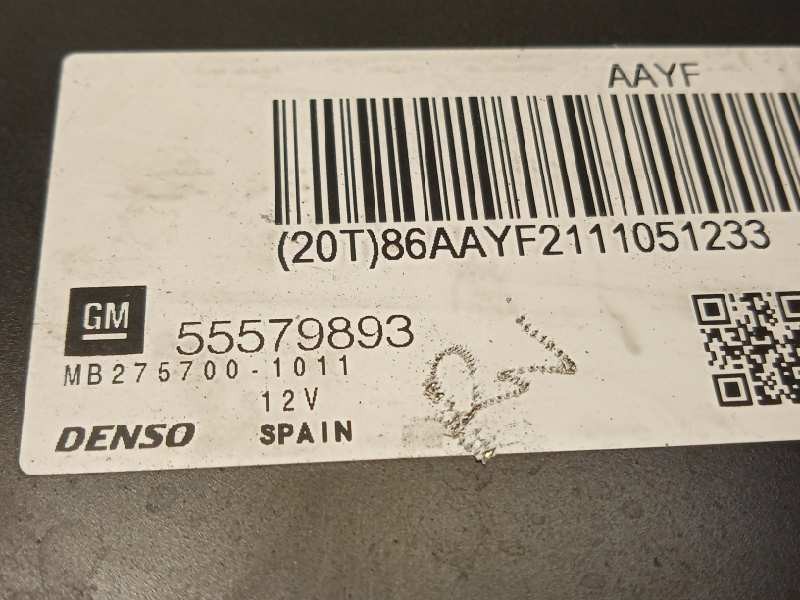 AAYF
(20T)86AAYF2111051233
GM
55579893
MB275700-1011
12V
DENSO
SPAIN